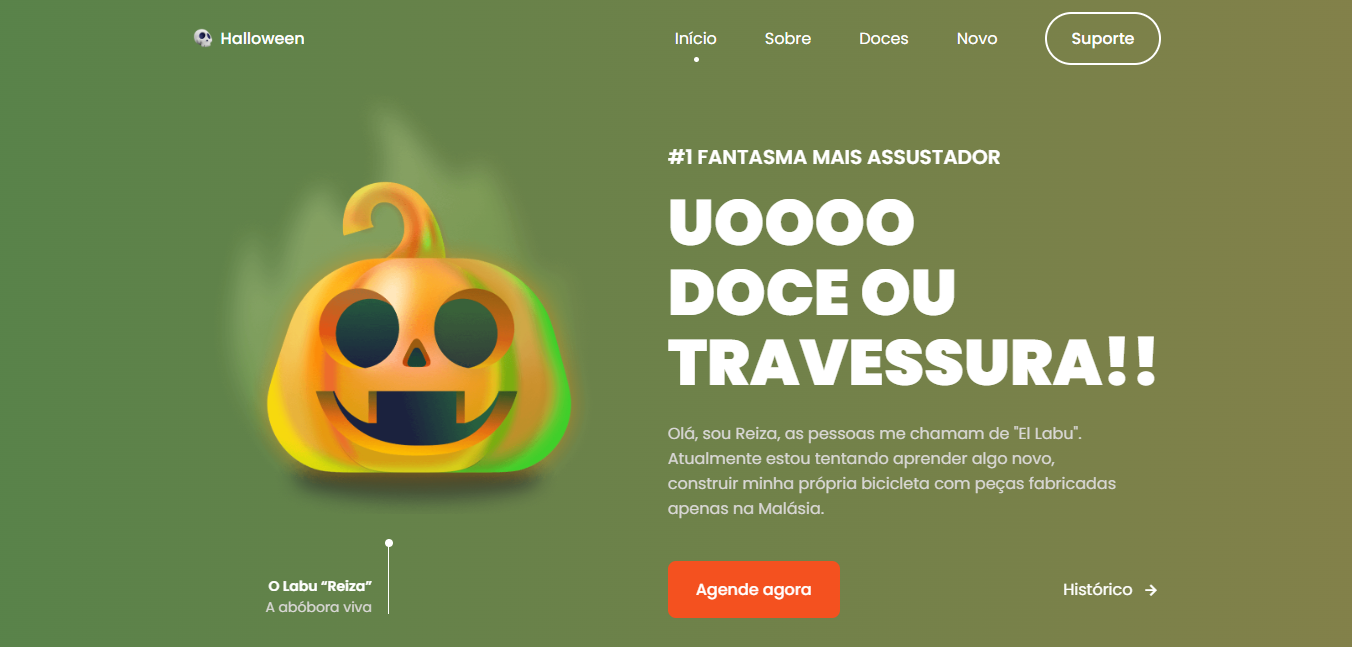 Halloween
Início
Sobre
Doces
Novo
Suporte
#1 FANTASMA MAIS ASSUSTADOR
UOOOO
DOCE OU
TRAVESSURA!!
Olá, sou Reiza, as pessoas me chamam de "El Labu".
Atualmente estou tentando aprender algo novo,
construir minha própria bicicleta com peças fabricadas
apenas na Malásia.
Agende agora
Histórico →
O Labu “Reiza”
A abóbora viva